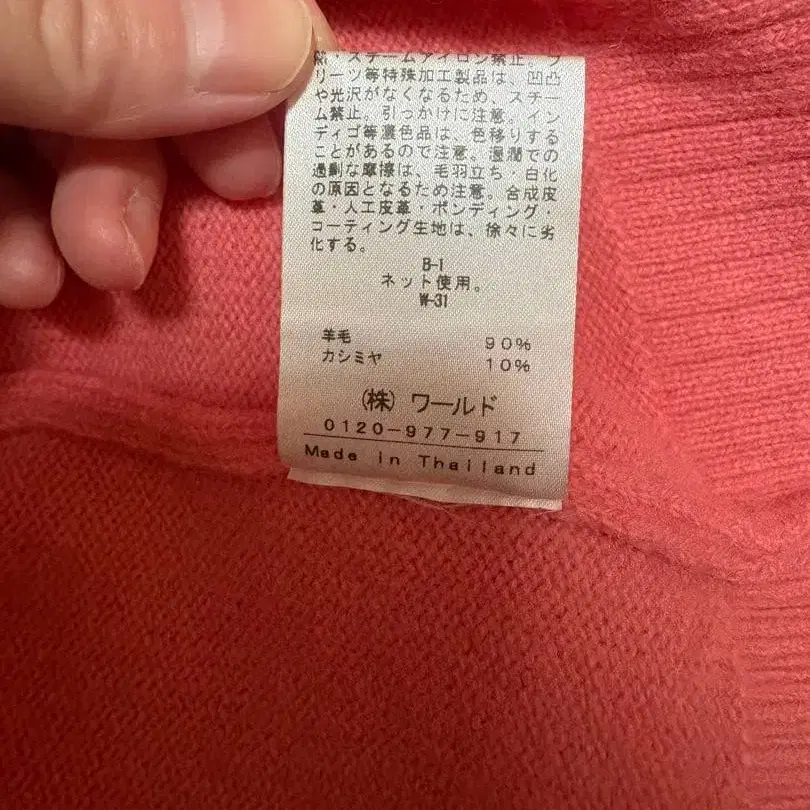 スチームアイロン禁止。プ
リーツ等特殊加工製品は、凹凸
や光沢がなくなるため、スチー
ム禁止。引っかけに注意。イン
ディゴ等濃色品は、色移りする
ことがあるので注意。湿潤での
過剰な摩擦は、毛羽立ち・白化
の原因となるため注意。合成皮
革・人工皮革・ボンディング・
コーティング生地は、徐々に劣
化する。
B-1
ネット使用。
W-31
羊毛 90%
カシミヤ 10%
(株) ワールド
0120-977-917
Made in Thailand